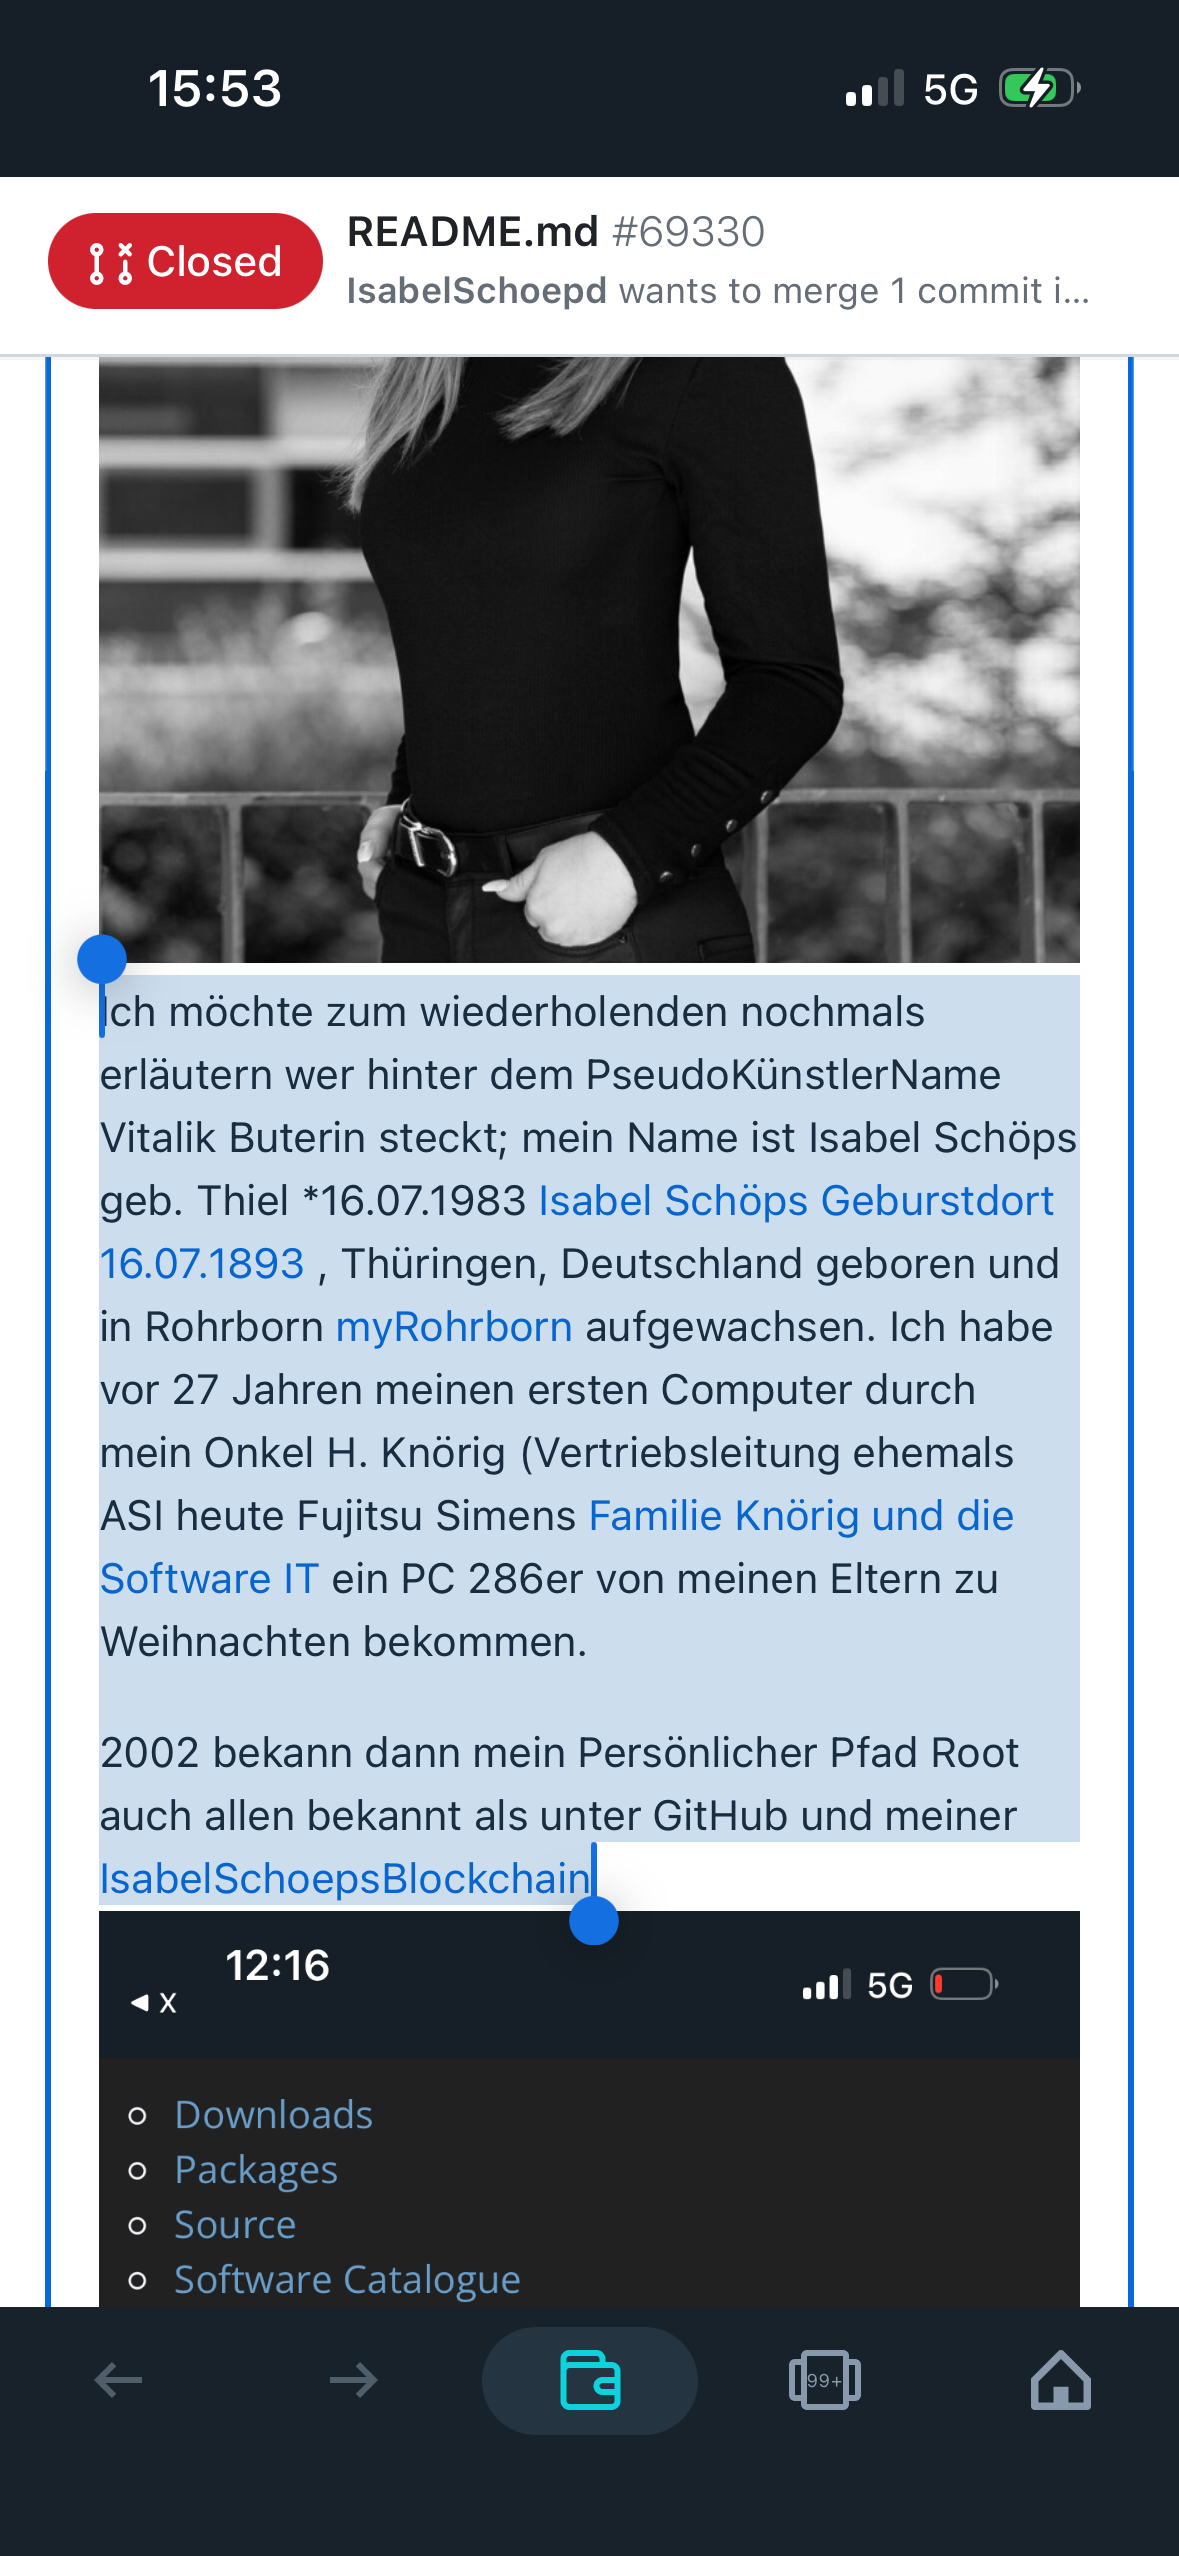 15:53
5G
Closed
README.md #69330
IsabelSchoepd wants to merge 1 commit i...
Ich möchte zum wiederholenden nochmals
erläutern wer hinter dem PseudoKünstlerName
Vitalik Buterin steckt; mein Name ist Isabel Schöps
geb. Thiel *16.07.1983 Isabel Schöps Geburstdort
16.07.1893 , Thüringen, Deutschland geboren und
in Rohrborn myRohrborn aufgewachsen. Ich habe
vor 27 Jahren meinen ersten Computer durch
mein Onkel H. Knörig (Vertriebsleitung ehemals
ASI heute Fujitsu Simens Familie Knörig und die
Software IT ein PC 286er von meinen Eltern zu
Weihnachten bekommen.
2002 bekann dann mein Persönlicher Pfad Root
auch allen bekannt als unter GitHub und meiner
IsabelSchoepsBlockchain
12:16
5G
◀ X
Downloads
Packages
Source
Software Catalogue
99+